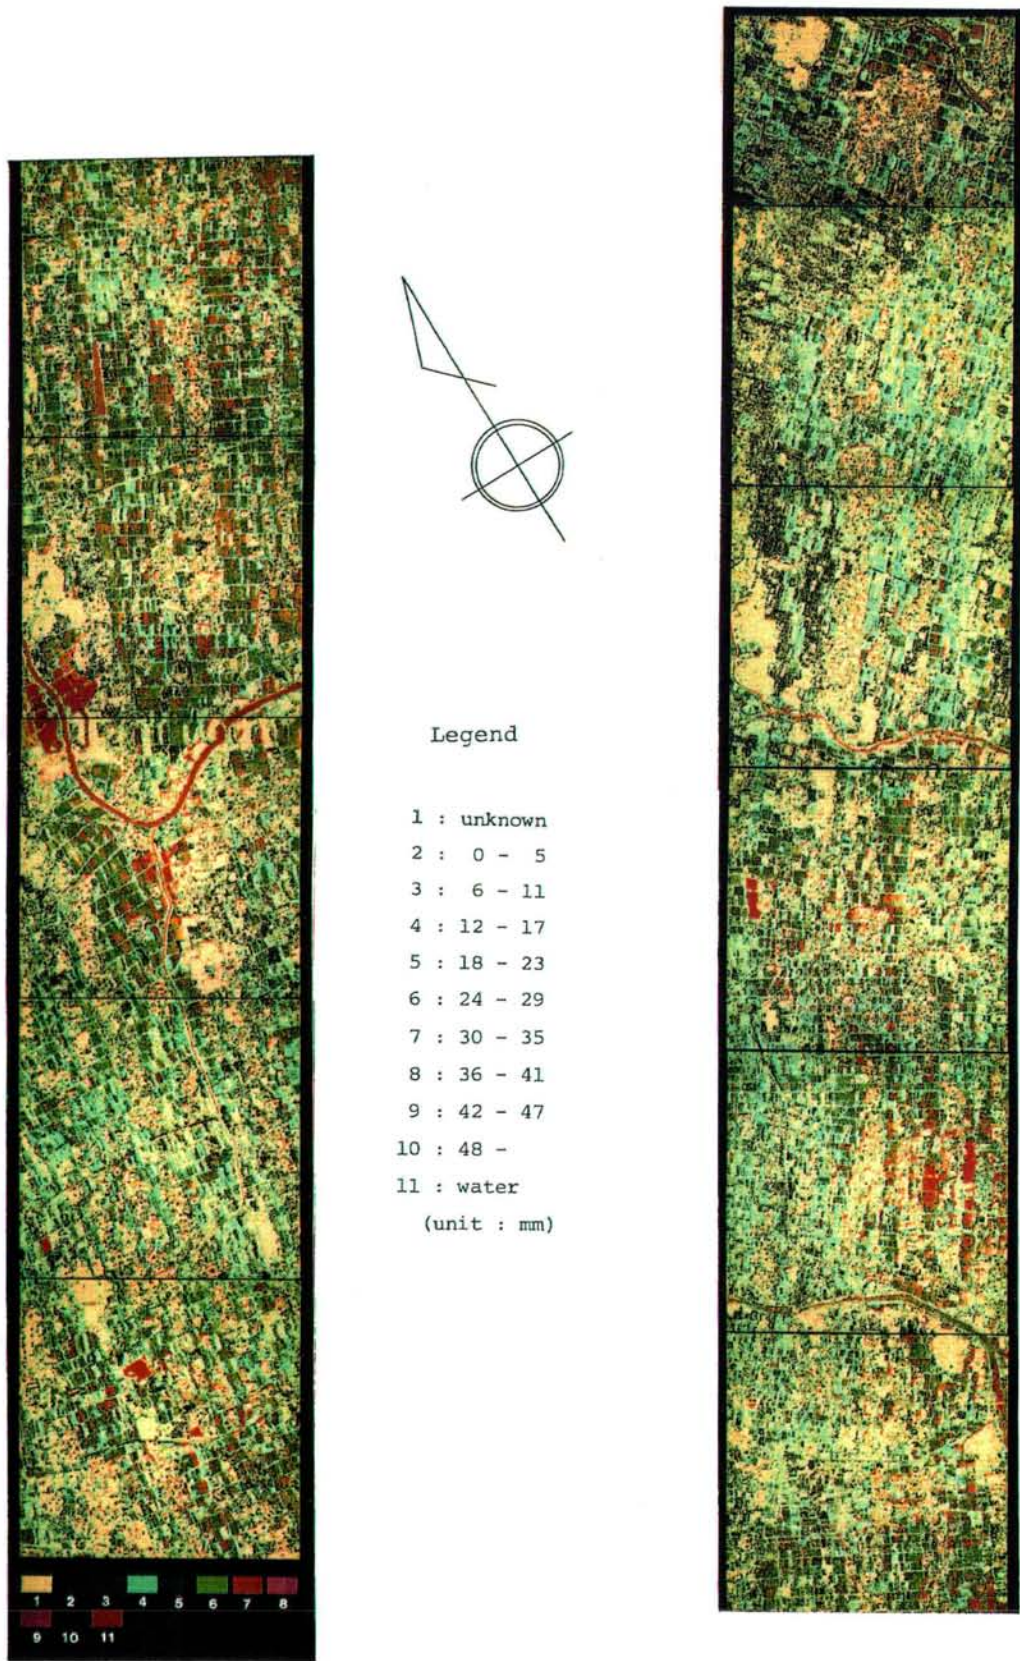 Legend
1 : unknown
2 : 0 - 5
3 : 6 - 11
4 : 12 - 17
5 : 18 - 23
6 : 24 - 29
7 : 30 - 35
8 : 36 - 41
9 : 42 - 47
10 : 48 -
11 : water
(unit : mm)
1 2 3 4 5 6 7 8
9 10 11